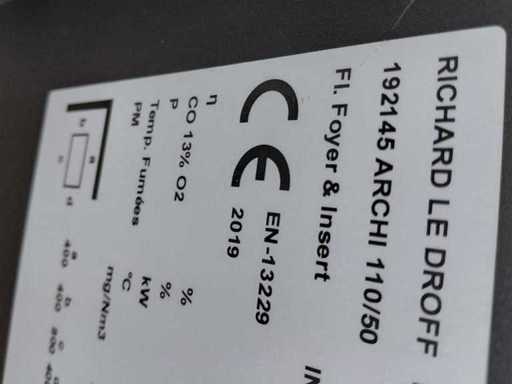 RICHARD LE DROFF
192145 ARCHI 110/50
Fl. Foyer & Insert
CE EN-13229
2019
η %
CO 13% O2 %
P kW
Temp. Fumées °C
PM mg/Nm3
a b c
400 400 800
a
b
c
d